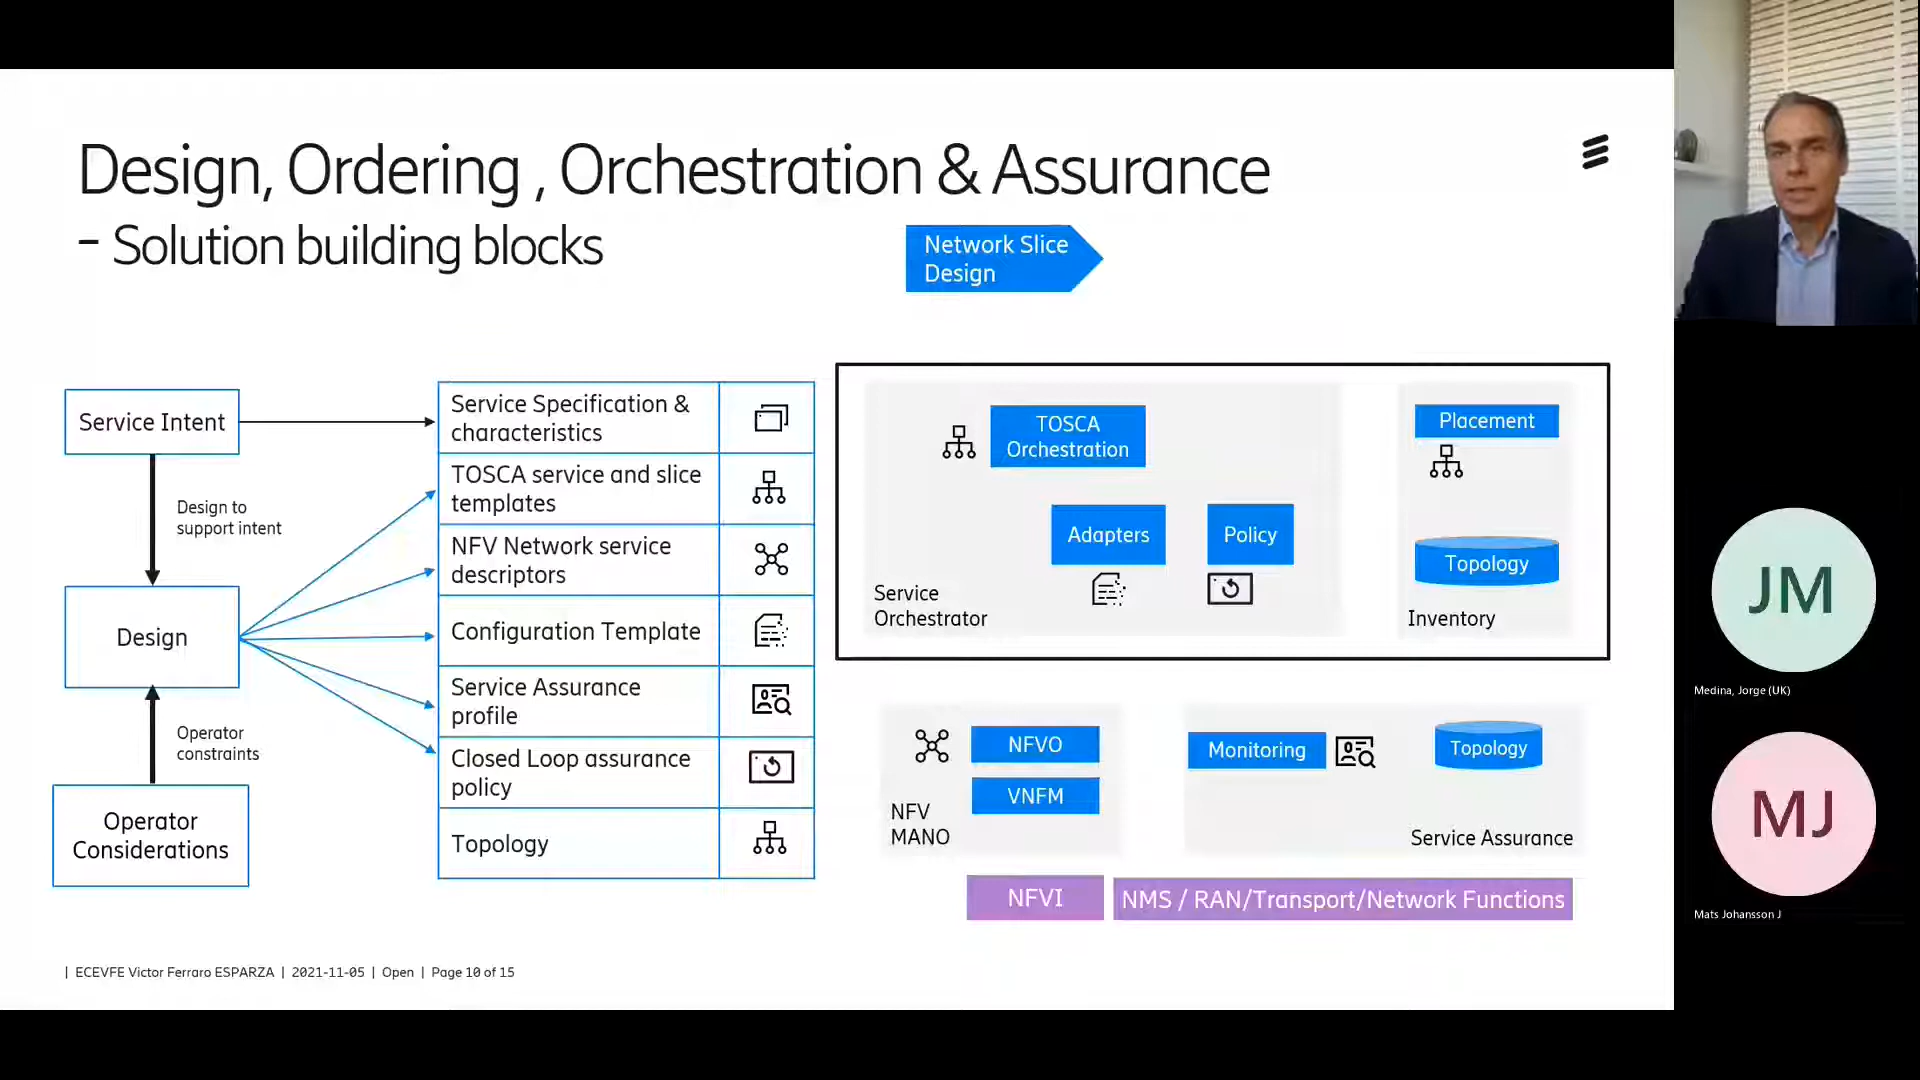 Design, Ordering , Orchestration & Assurance
- Solution building blocks
Network Slice
Design
Service Intent
Design to
support intent
Design
Operator
constraints
Operator
Considerations
Service Specification &
characteristics
TOSCA service and slice
templates
NFV Network service
descriptors
Configuration Template
Service Assurance
profile
Closed Loop assurance
policy
Topology
TOSCA
Orchestration
Adapters
Policy
Service
Orchestrator
Placement
Topology
Inventory
NFVO
VNFM
NFV
MANO
Monitoring
Topology
Service Assurance
NFVI
NMS / RAN/Transport/Network Functions
| ECEVFE Victor Ferraro ESPARZA | 2021-11-05 | Open | Page 10 of 15
JM
Medina, Jorge (UK)
MJ
Mats Johansson J